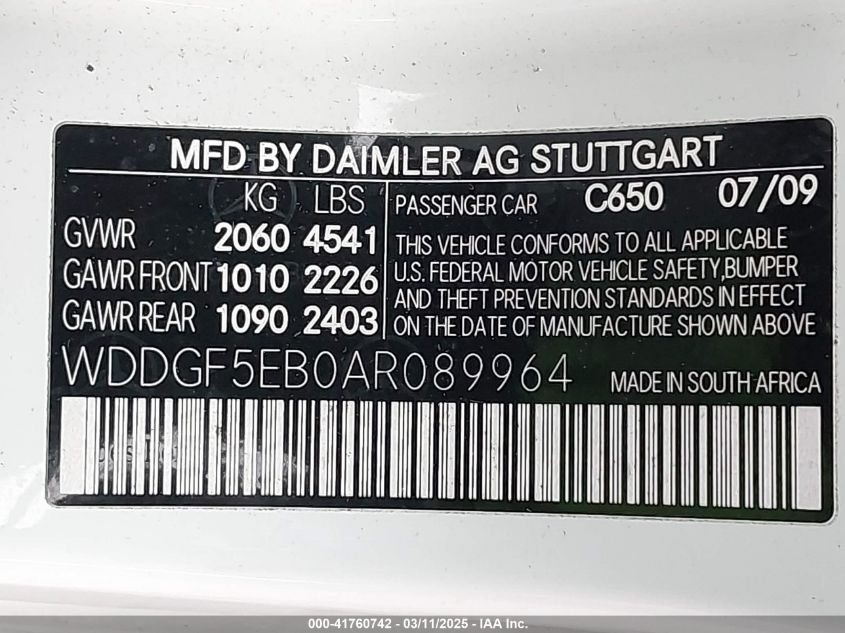 MFD BY DAIMLER AG STUTTGART
KG LBS
GVWR 2060 4541
GAWR FRONT 1010 2226
GAWR REAR 1090 2403
PASSENGER CAR C650 07/09
THIS VEHICLE CONFORMS TO ALL APPLICABLE
U.S. FEDERAL MOTOR VEHICLE SAFETY,BUMPER
AND THEFT PREVENTION STANDARDS IN EFFECT
ON THE DATE OF MANUFACTURE SHOWN ABOVE
WDDGF5EB0AR089964 MADE IN SOUTH AFRICA
000-41760742 - 03/11/2025 - IAA Inc.